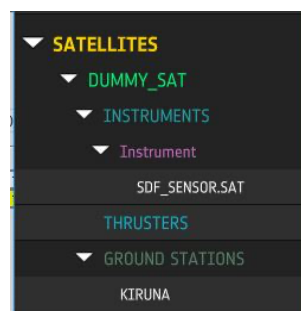 SATELLITES
DUMMY_SAT
INSTRUMENTS
Instrument
SDF_SENSOR.SAT
THRUSTERS
GROUND STATIONS
KIRUNA